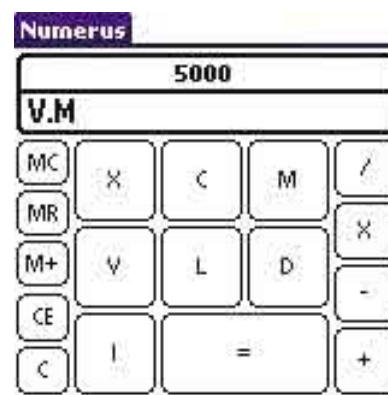 Numerus
5000
V.M
MC X C M /
MR X
M+ V L D -
CE
C I = +